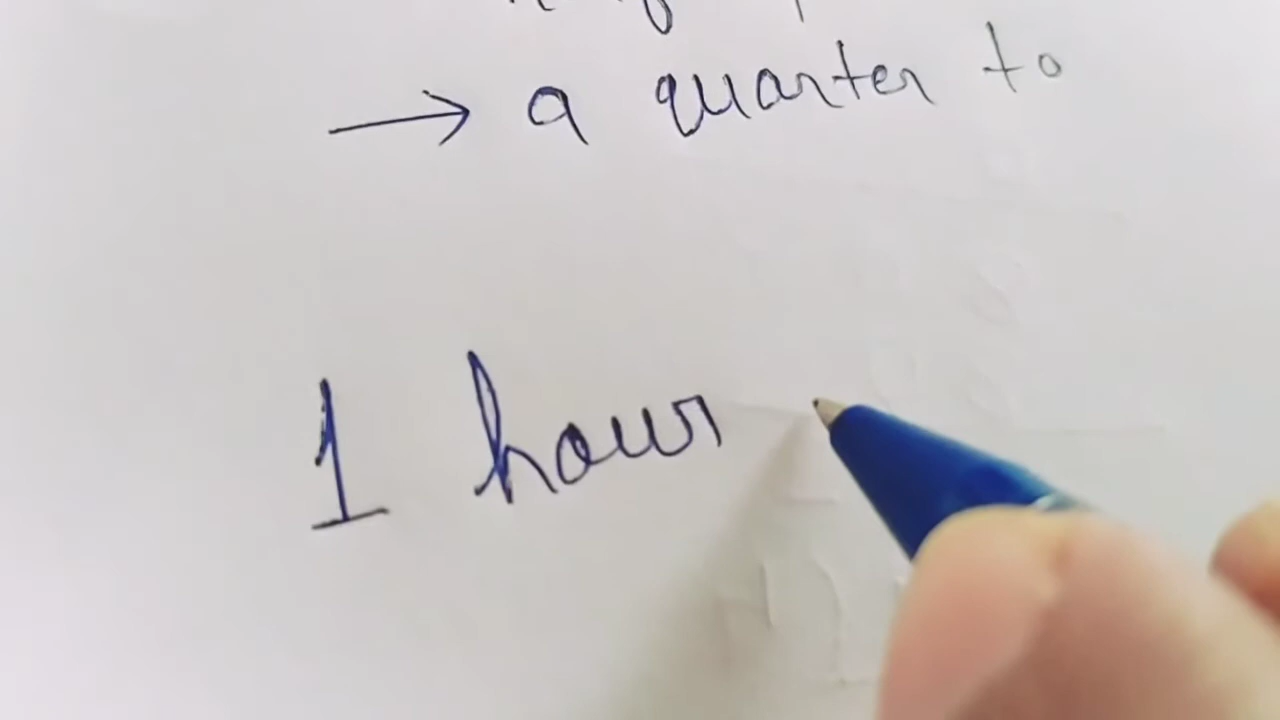 → a quarter to
1 hour